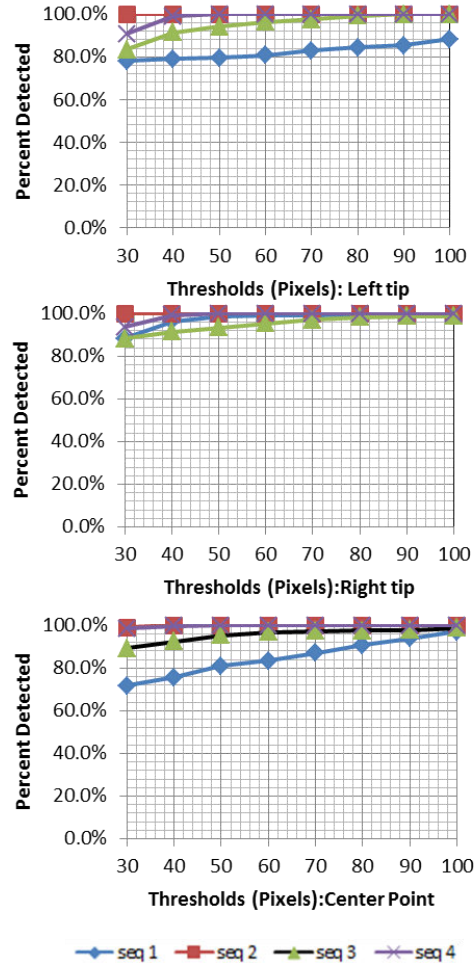 100.0%
80.0%
60.0%
40.0%
20.0%
0.0%
Percent Detected
30 40 50 60 70 80 90 100
Thresholds (Pixels): Left tip
100.0%
80.0%
60.0%
40.0%
20.0%
0.0%
Percent Detected
30 40 50 60 70 80 90 100
Thresholds (Pixels):Right tip
100.0%
80.0%
60.0%
40.0%
20.0%
0.0%
Percent Detected
30 40 50 60 70 80 90 100
Thresholds (Pixels):Center Point
seq 1 seq 2 seq 3 seq 4